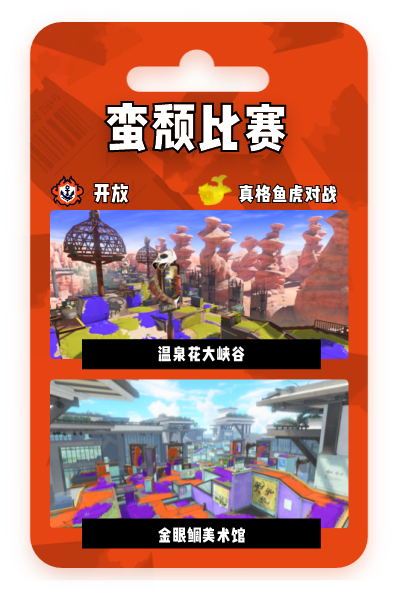 蛮颓比赛
开放
真格鱼虎对战
温泉花大峡谷
金眼鲷美术馆